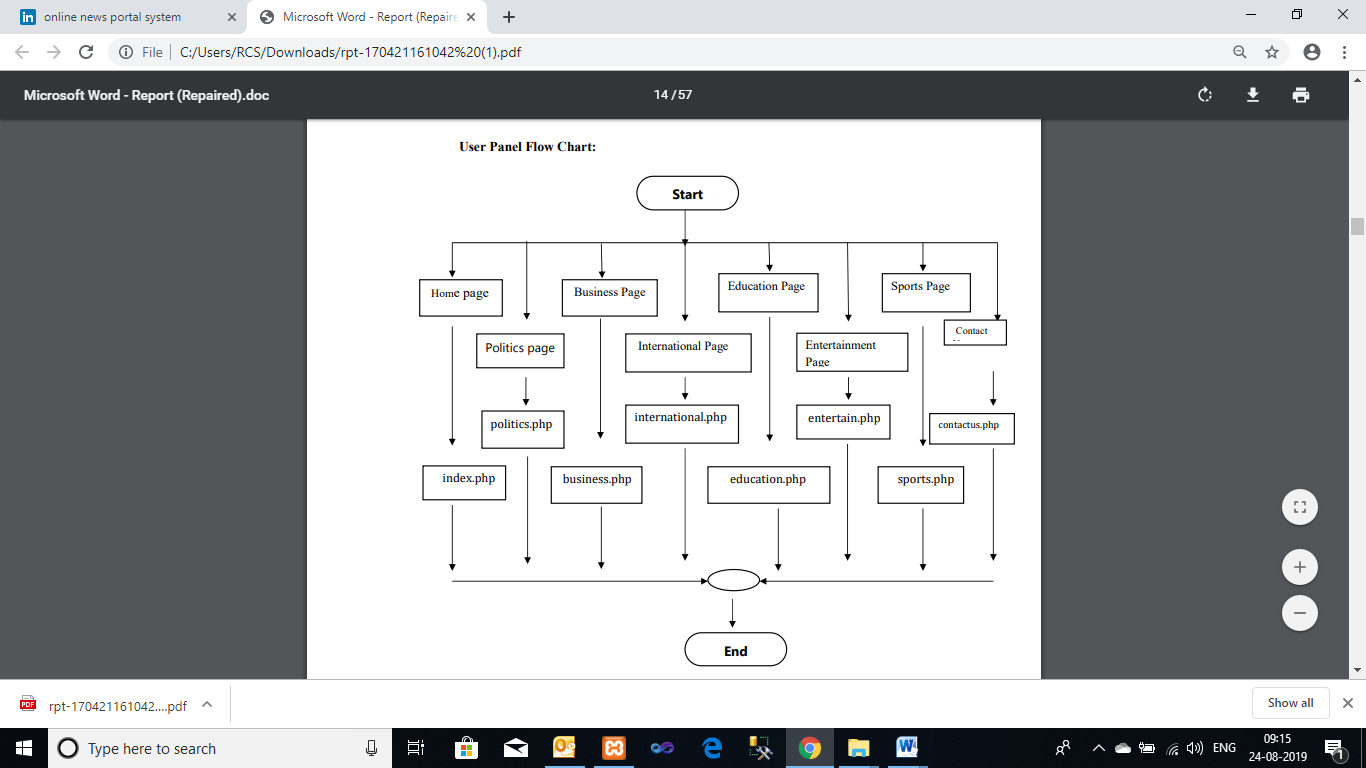 online news portal system
Microsoft Word - Report (Repaire
File
C:/Users/RCS/Downloads/rpt-170421161042%20(1).pdf
Microsoft Word - Report (Repaired).doc
14 / 57
User Panel Flow Chart:
Start
Home page
Business Page
Education Page
Sports Page
Contact
Politics page
International Page
Entertainment
Page
politics.php
international.php
entertain.php
contactus.php
index.php
business.php
education.php
sports.php
End
PDF
rpt-170421161042....pdf
Show all
Type here to search
ENG
09:15
24-08-2019
1